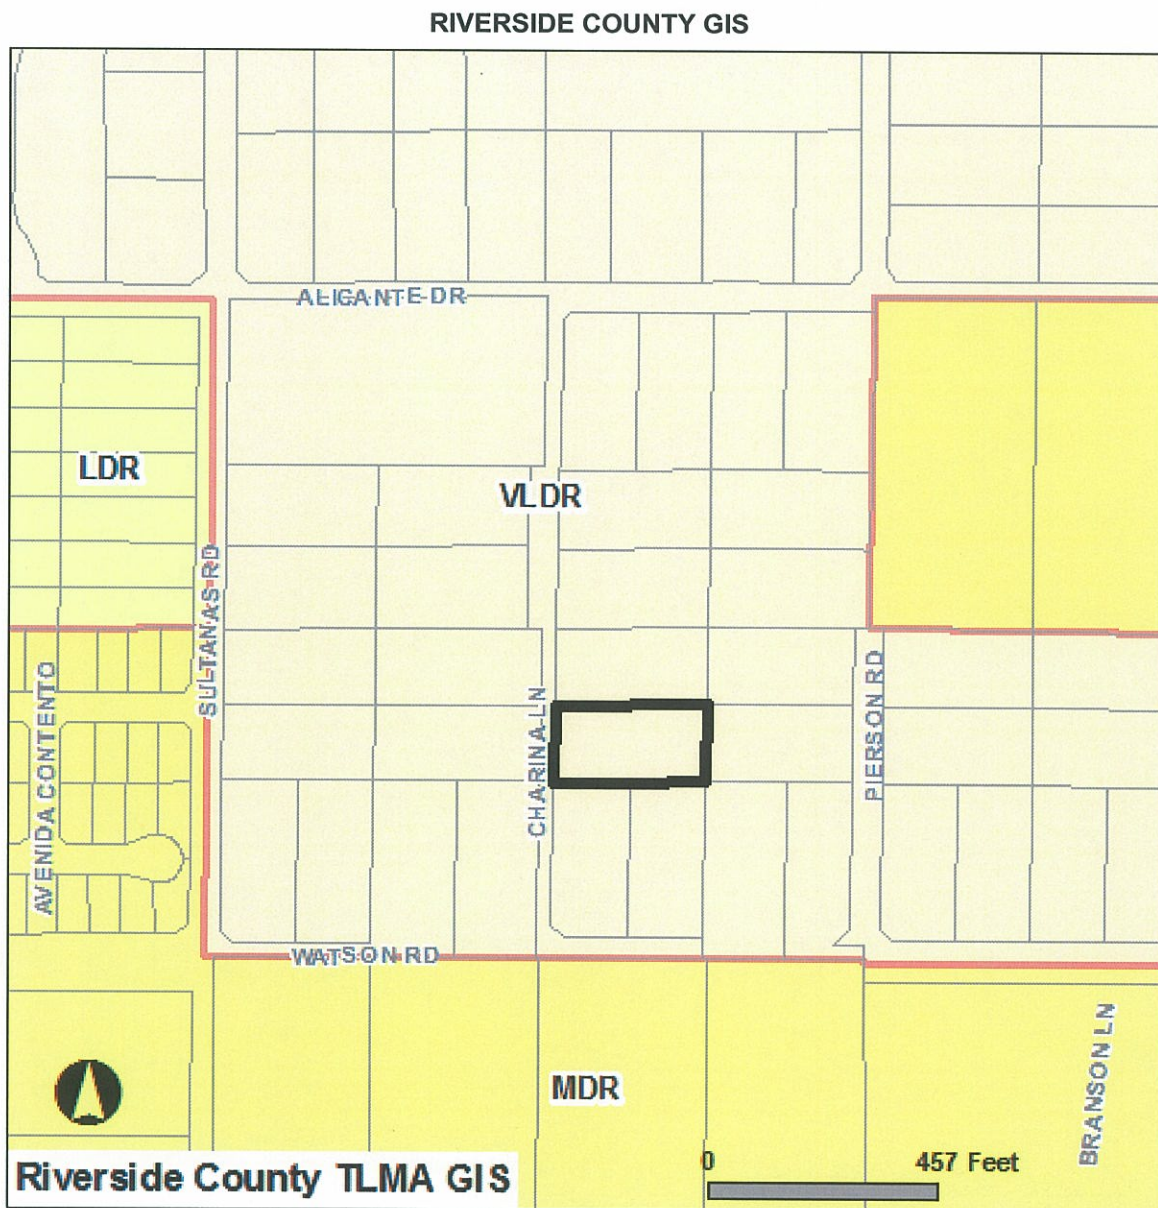 RIVERSIDE COUNTY GIS
ALICANTE DR
LDR
VLDR
SULTANAS RD
AVENIDA CONTENTO
CHARINA LN
PIERSON RD
WATSON RD
MDR
BRANSON LN
Riverside County TLMA GIS
0 457 Feet